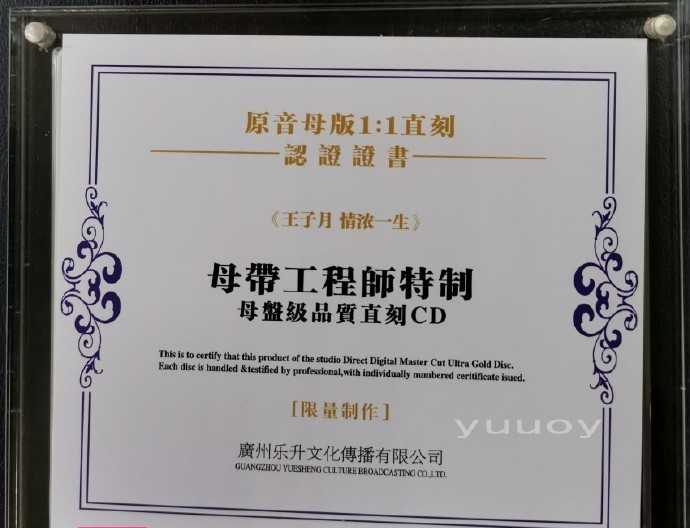 原音母版1:1直刻
認證證書
《王子月 情浓一生》
母帶工程師特制
母盤級品質直刻CD
This is to certify that this product of the studio Direct Digital Master Cut Ultra Gold Disc.
Each disc is handled &testified by professional,with individually numbered ceritificate issued.
[限量制作]
yuuoy
廣州乐升文化傳播有限公司
GUANGZHOU YUESHENG CULTURE BROADCASTING CO.,LTD.